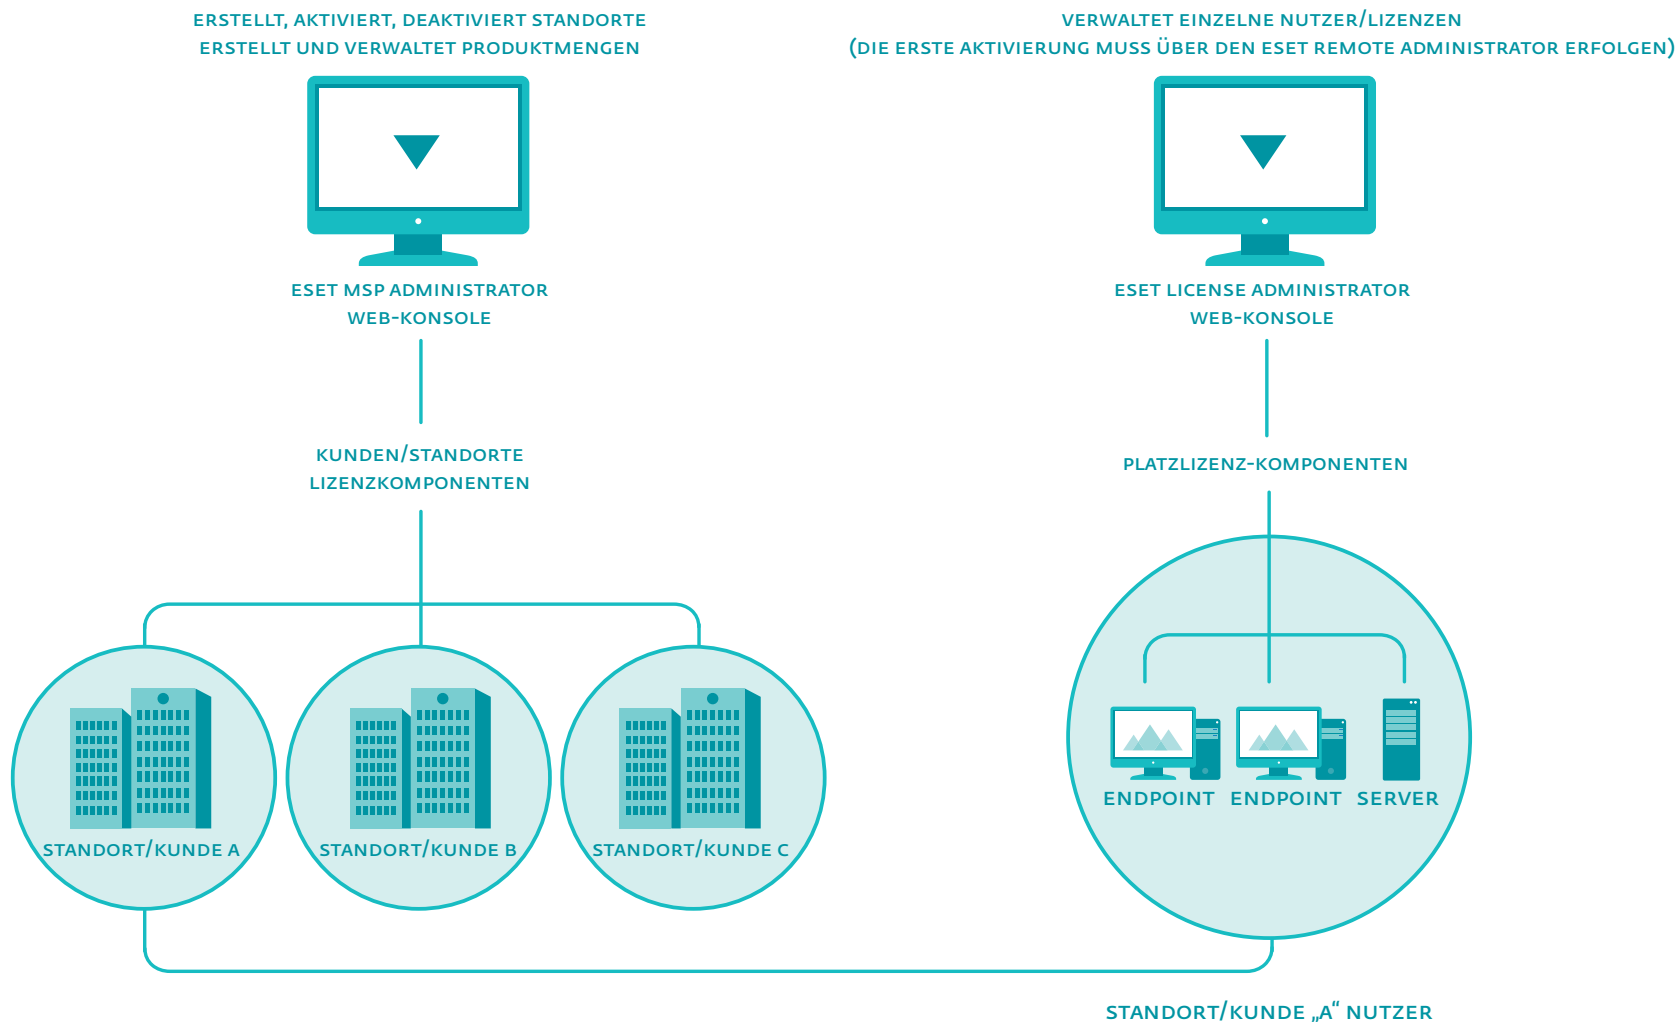 ERSTELLT, AKTIVIERT, DEAKTIVIERT STANDORTE
ERSTELLT UND VERWALTET PRODUKTMENGEN
ESET MSP ADMINISTRATOR
WEB-KONSOLE
KUNDEN/STANDORTE
LIZENZKOMPONENTEN
STANDORT/KUNDE A
STANDORT/KUNDE B
STANDORT/KUNDE C
VERWALTET EINZELNE NUTZER/LIZENZEN
(DIE ERSTE AKTIVIERUNG MUSS ÜBER DEN ESET REMOTE ADMINISTRATOR ERFOLGEN)
ESET LICENSE ADMINISTRATOR
WEB-KONSOLE
PLATZLIZENZ-KOMPONENTEN
ENDPOINT
ENDPOINT
SERVER
STANDORT/KUNDE „A“ NUTZER